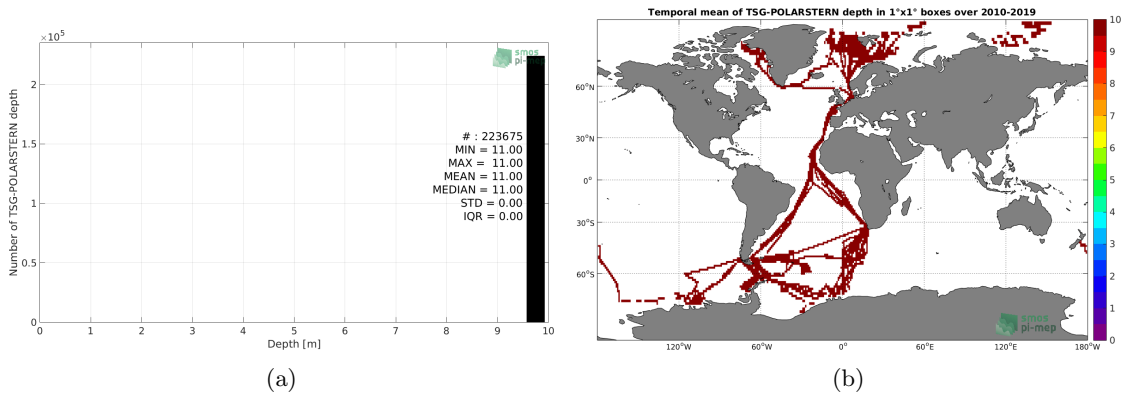 ×10⁵
2
1.5
1
0.5
0
Number of TSG-POLARSTERN depth
smos
pi-mep
# : 223675
MIN = 11.00
MAX = 11.00
MEAN = 11.00
MEDIAN = 11.00
STD = 0.00
IQR = 0.00
0 1 2 3 4 5 6 7 8 9 10
Depth [m]
(a)
Temporal mean of TSG-POLARSTERN depth in 1°x1° boxes over 2010-2019
60°N
30°N
0°
30°S
60°S
120°W 60°W 0° 60°E 120°E 180°W
smos
pi-mep
10
9
8
7
6
5
4
3
2
1
0
(b)